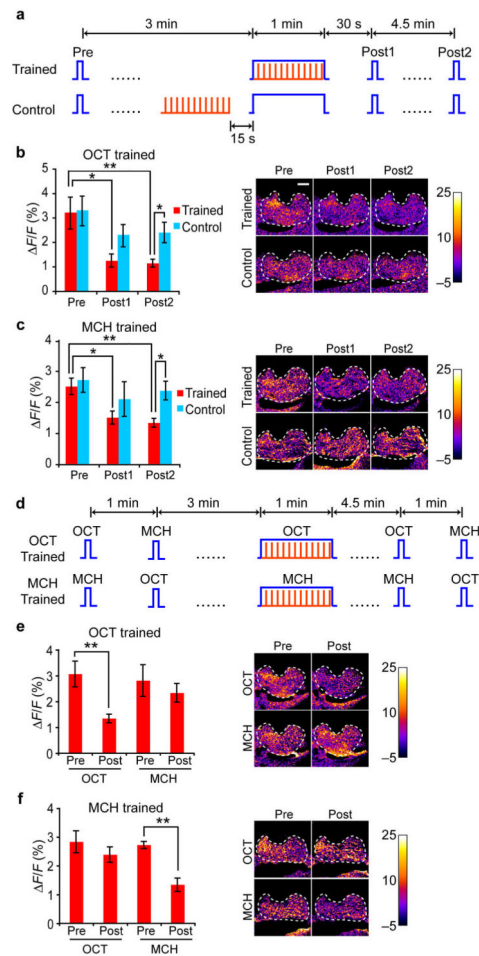 a
3 min 1 min 30 s 4.5 min
Pre Post1 Post2
Trained ...... ......
Control ...... ......
15 s
b
OCT trained
**
*
*
Trained
Control
ΔF/F (%)
5
4
3
2
1
0
Pre Post1 Post2
Pre Post1 Post2
Trained
Control
25
10
–5
c
MCH trained
**
*
*
Trained
Control
ΔF/F (%)
4
3
2
1
0
Pre Post1 Post2
Pre Post1 Post2
Trained
Control
25
10
–5
d
1 min 3 min 1 min 4.5 min 1 min
OCT MCH OCT OCT MCH
OCT
Trained ...... ......
MCH OCT MCH MCH OCT
MCH
Trained ...... ......
e
OCT trained
**
ΔF/F (%)
4
3
2
1
0
Pre Post Pre Post
OCT MCH
Pre Post
OCT
MCH
25
10
–5
f
MCH trained
**
ΔF/F (%)
4
3
2
1
0
Pre Post Pre Post
OCT MCH
Pre Post
OCT
MCH
25
10
–5